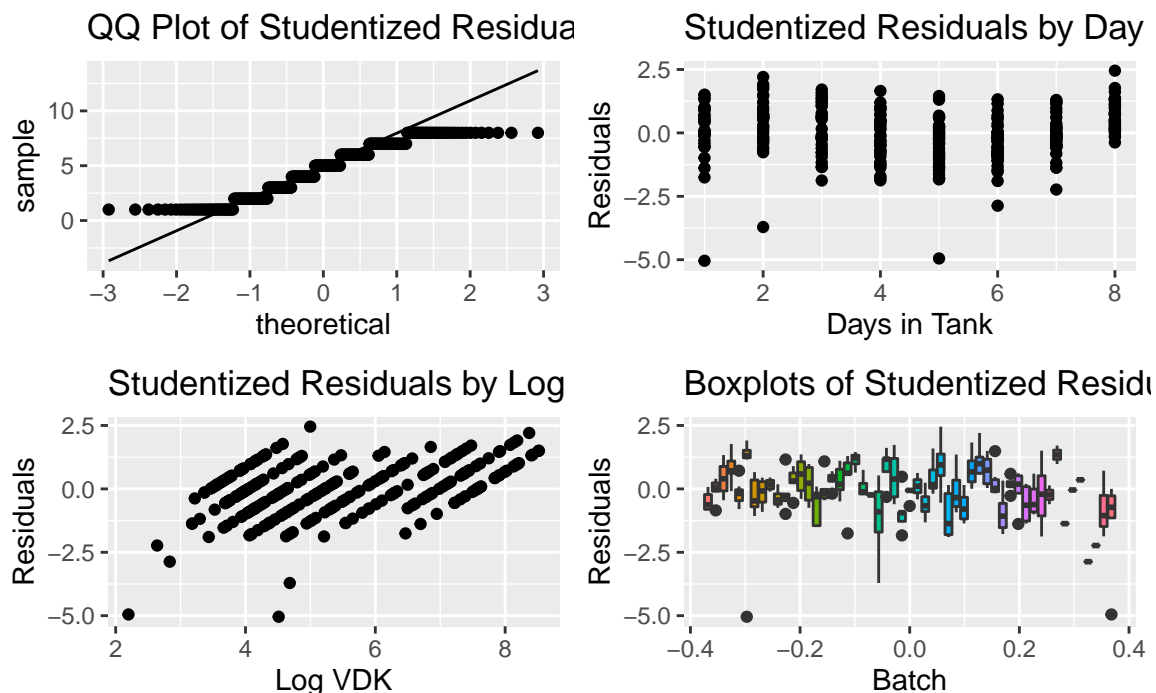 QQ Plot of Studentized Residua
sample
10
5
0
−3 −2 −1 0 1 2 3
theoretical
Studentized Residuals by Day
Residuals
2.5
0.0
−2.5
−5.0
2 4 6 8
Days in Tank
Studentized Residuals by Log
Residuals
2.5
0.0
−2.5
−5.0
2 4 6 8
Log VDK
Boxplots of Studentized Resid
Residuals
2.5
0.0
−2.5
−5.0
−0.4 −0.2 0.0 0.2 0.4
Batch